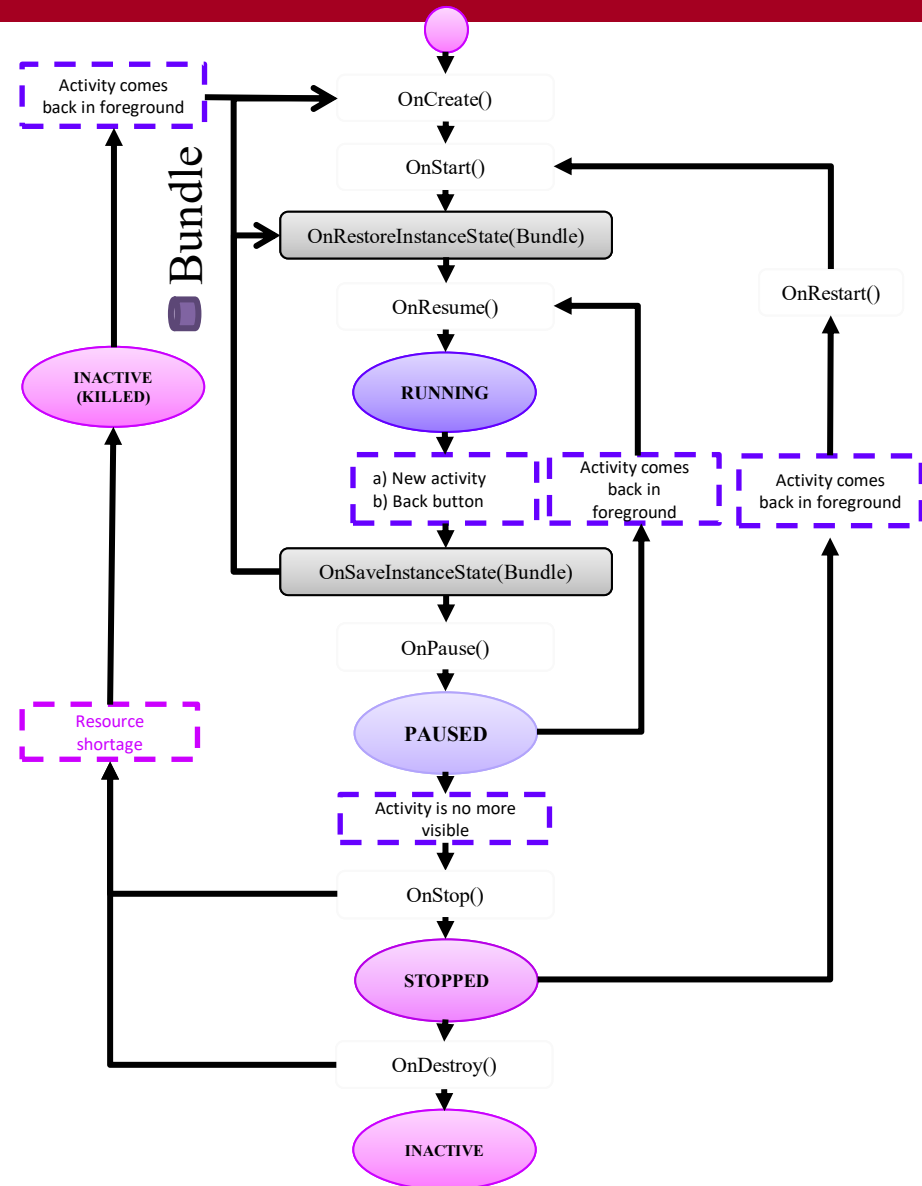 Activity comes
back in foreground
OnCreate()
OnStart()
Bundle
OnRestoreInstanceState(Bundle)
OnRestart()
OnResume()
INACTIVE
(KILLED)
RUNNING
a) New activity
b) Back button
Activity comes
back in
foreground
Activity comes
back in foreground
OnSaveInstanceState(Bundle)
OnPause()
Resource
shortage
PAUSED
Activity is no more
visible
OnStop()
STOPPED
OnDestroy()
INACTIVE